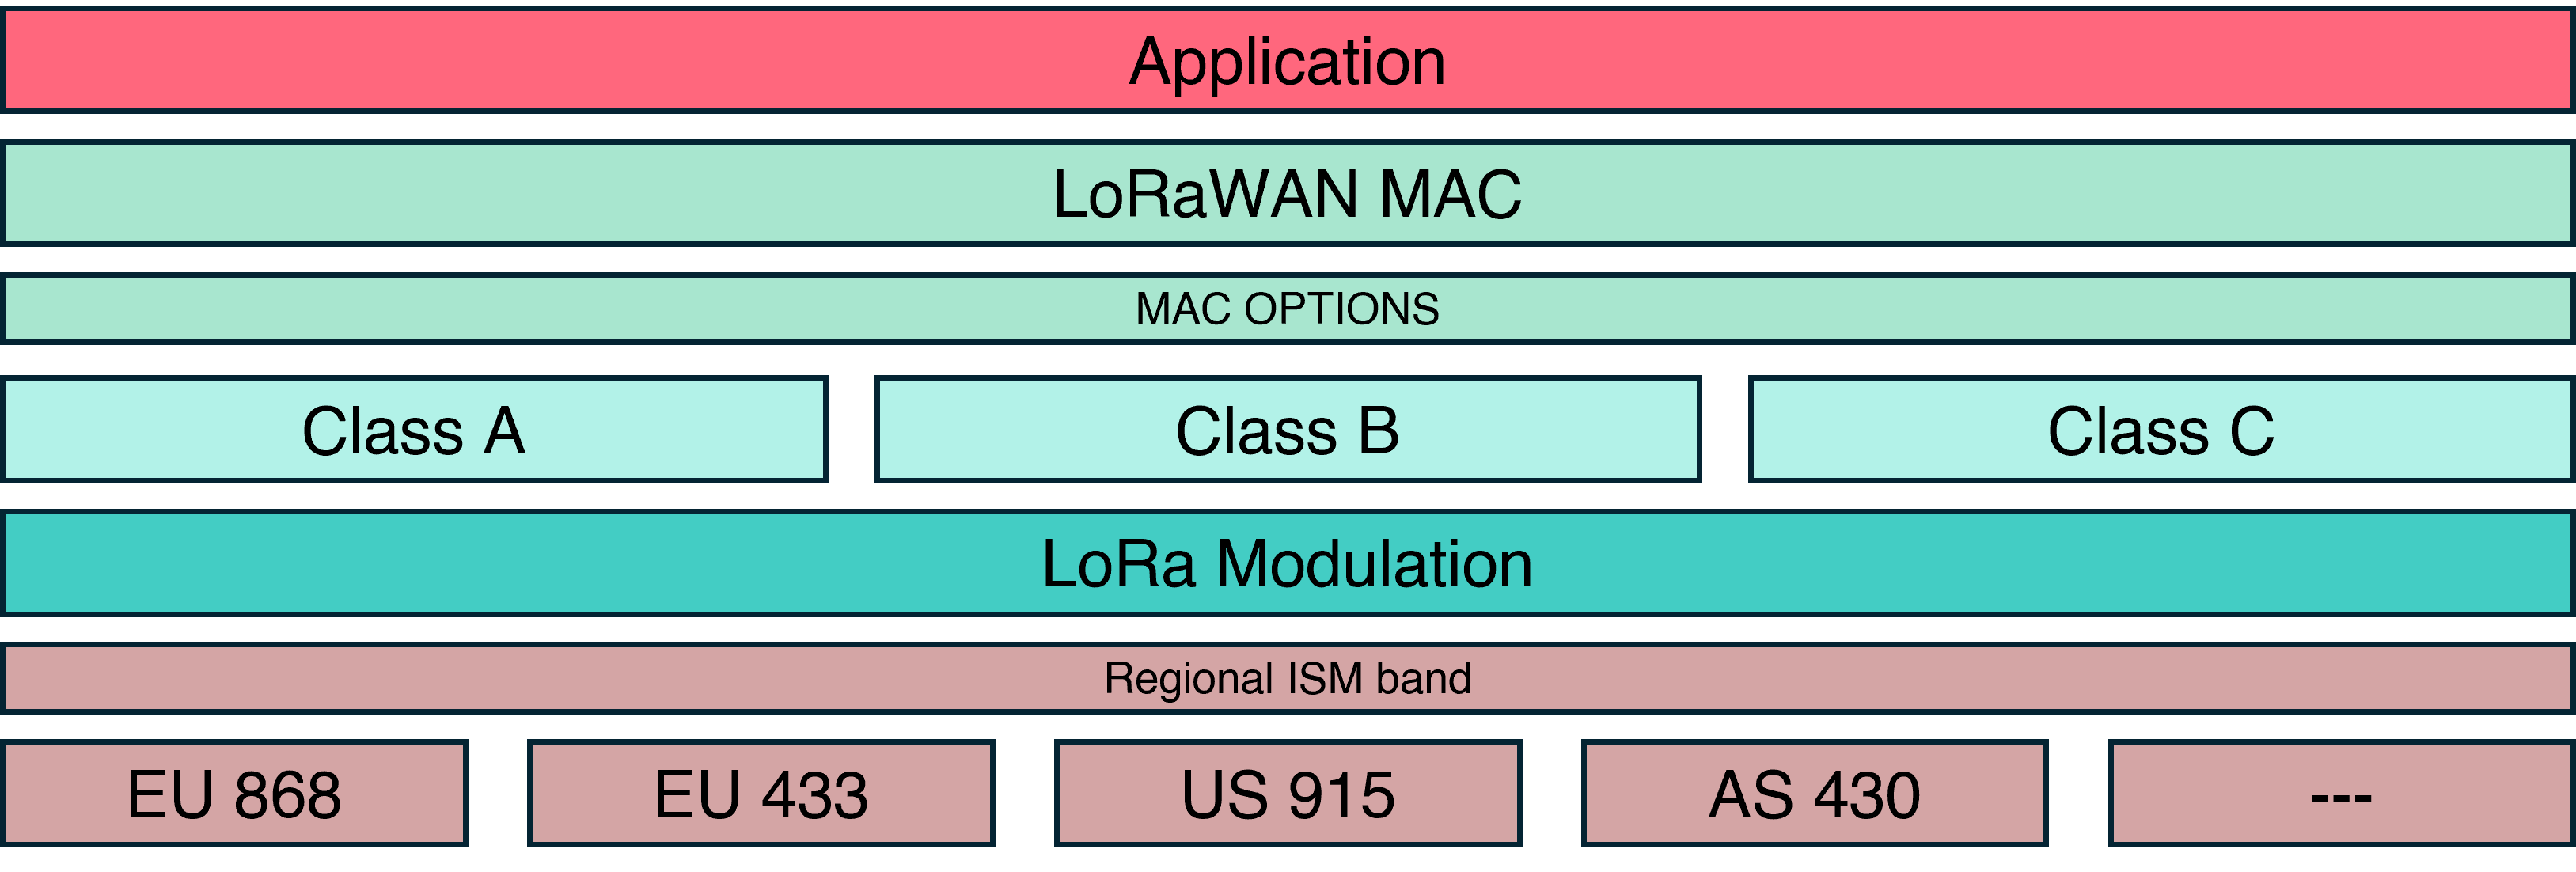 Application
LoRaWAN MAC
MAC OPTIONS
Class A
Class B
Class C
LoRa Modulation
Regional ISM band
EU 868
EU 433
US 915
AS 430
---